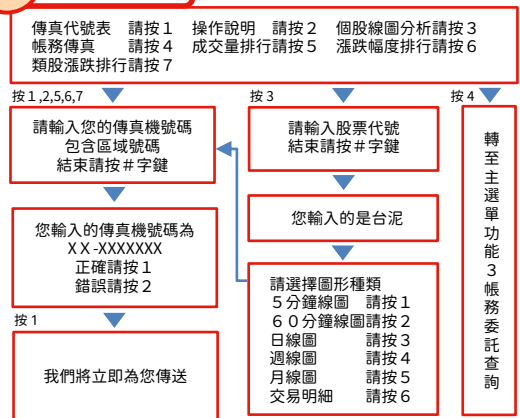 傳真代號表　請按１　操作說明　請按２　個股線圖分析請按３
帳務傳真　　請按４　成交量排行請按５　漲跌幅度排行請按６
類股漲跌排行請按７
按１,2,5,6,7
請輸入您的傳真機號碼
包含區域號碼
結束請按＃字鍵
您輸入的傳真機號碼為
ＸＸ-XXXXXXX
正確請按１
錯誤請按２
按１
我們將立即為您傳送
按３
請輸入股票代號
結束請按＃字鍵
您輸入的是台泥
請選擇圖形種類
５分鐘線圖　請按１
６０分鐘線圖請按２
日線圖　　　請按３
週線圖　　　請按４
月線圖　　　請按５
交易明細　　請按６
按４
轉至主選單功能３帳務委託查詢